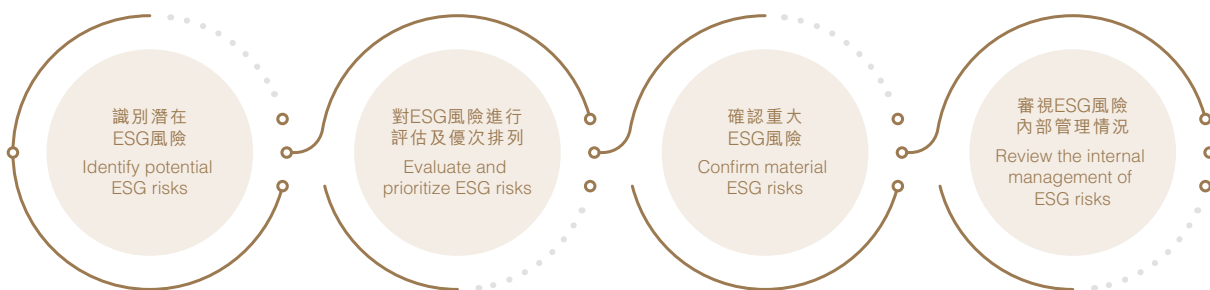 識別潛在
ESG風險
Identify potential
ESG risks
對ESG風險進行
評估及優次排列
Evaluate and
prioritize ESG risks
確認重大
ESG風險
Confirm material
ESG risks
審視ESG風險
內部管理情況
Review the internal
management of
ESG risks